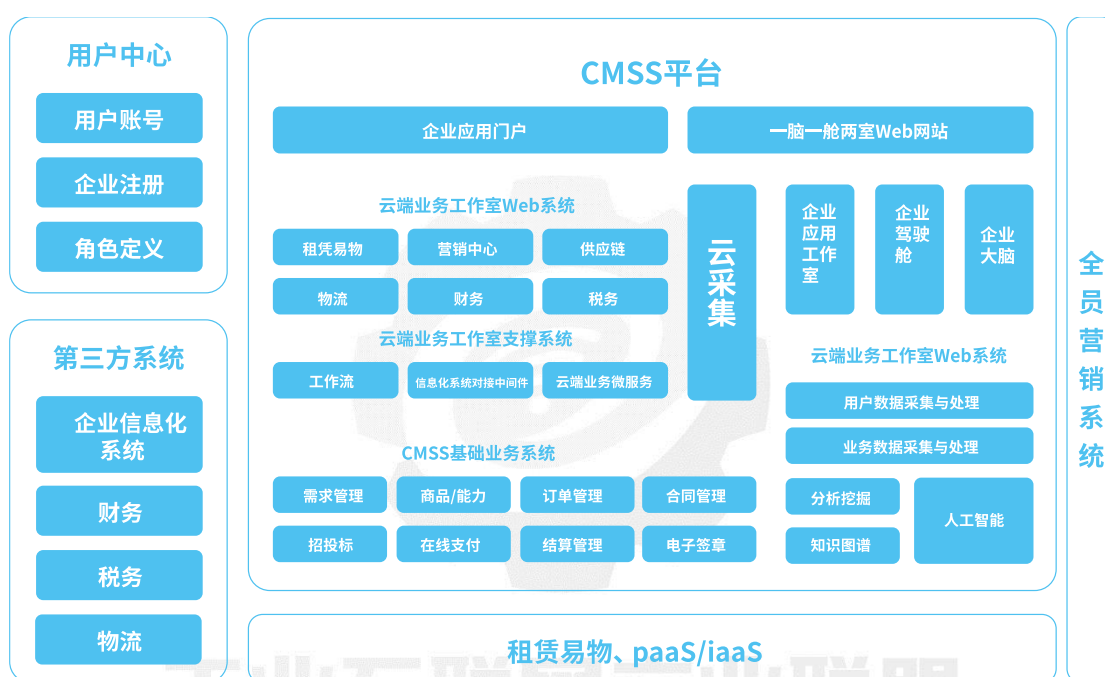 用户中心
用户账号
企业注册
角色定义
第三方系统
企业信息化
系统
财务
税务
物流
CMSS平台
企业应用门户
一脑一舱两室Web网站
云端业务工作室Web系统
租凭易物
营销中心
供应链
物流
财务
税务
云端业务工作室支撑系统
工作流
信息化系统对接中间件
云端业务微服务
云采集
企业
应用
工作
室
企业
驾驶
舱
企业
大脑
云端业务工作室Web系统
用户数据采集与处理
业务数据采集与处理
分析挖掘
知识图谱
人工智能
CMSS基础业务系统
需求管理
商品/能力
订单管理
合同管理
招投标
在线支付
结算管理
电子签章
租赁易物、paaS/iaaS
全员营销系统